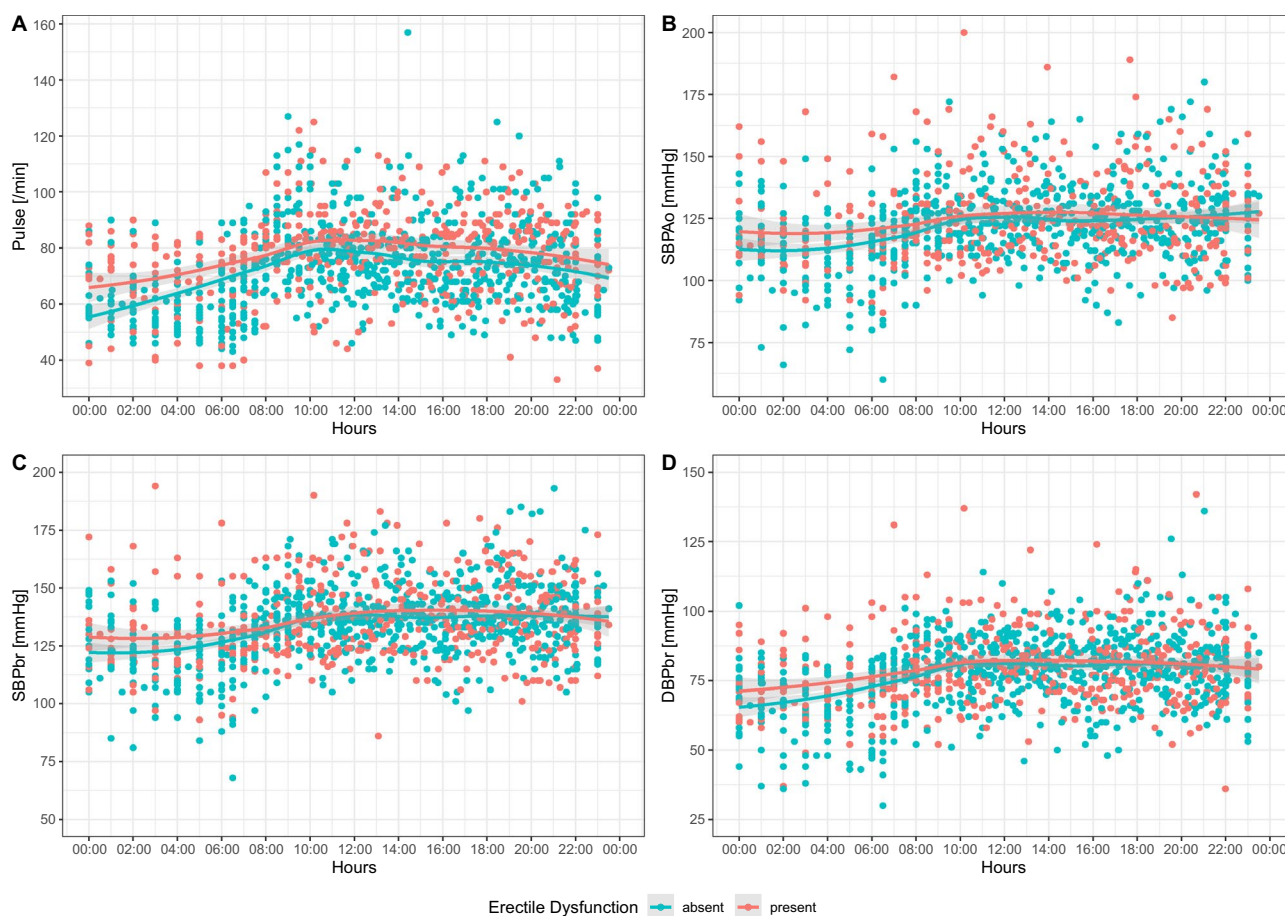 A
160
140
120
100
80
60
40
Pulse [/min]
00:00 02:00 04:00 06:00 08:00 10:00 12:00 14:00 16:00 18:00 20:00 22:00 00:00
Hours
B
200
175
150
125
100
75
SBPAo [mmHg]
00:00 02:00 04:00 06:00 08:00 10:00 12:00 14:00 16:00 18:00 20:00 22:00 00:00
Hours
C
200
175
150
125
100
75
50
SBPbr [mmHg]
00:00 02:00 04:00 06:00 08:00 10:00 12:00 14:00 16:00 18:00 20:00 22:00 00:00
Hours
D
150
125
100
75
50
25
DBPbr [mmHg]
00:00 02:00 04:00 06:00 08:00 10:00 12:00 14:00 16:00 18:00 20:00 22:00 00:00
Hours
Erectile Dysfunction absent present